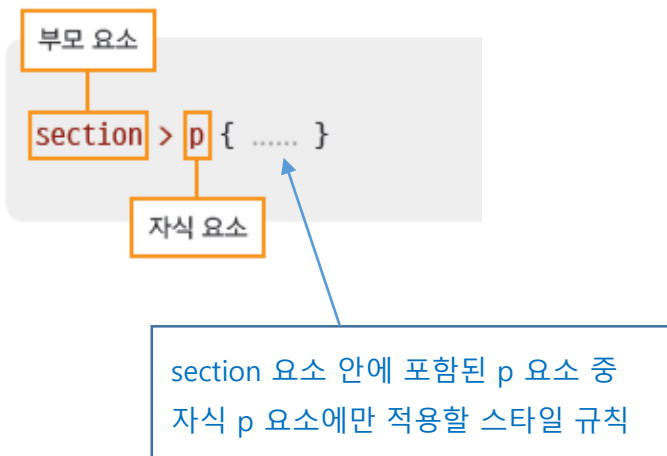 부모 요소
section > p { ...... }
자식 요소
section 요소 안에 포함된 p 요소 중
자식 p 요소에만 적용할 스타일 규칙